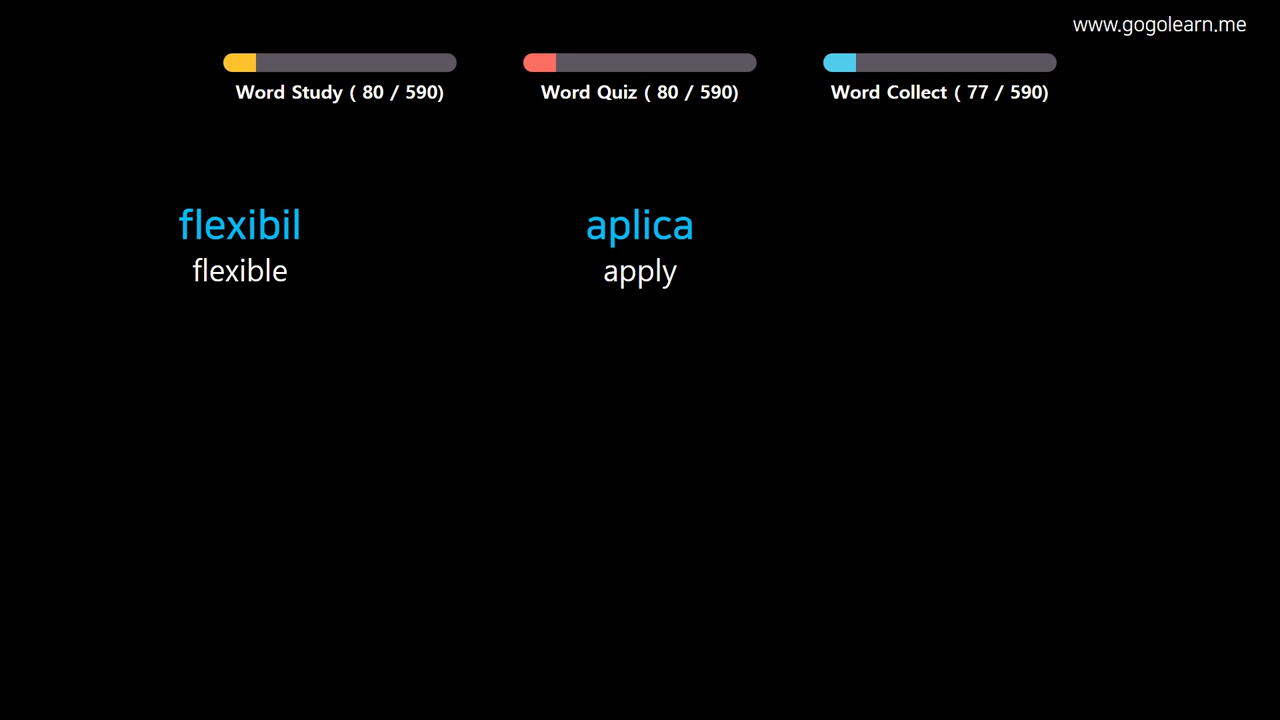 www.gogolearn.me
Word Study ( 80 / 590)
Word Quiz ( 80 / 590)
Word Collect ( 77 / 590)
flexibil
flexible
aplica
apply